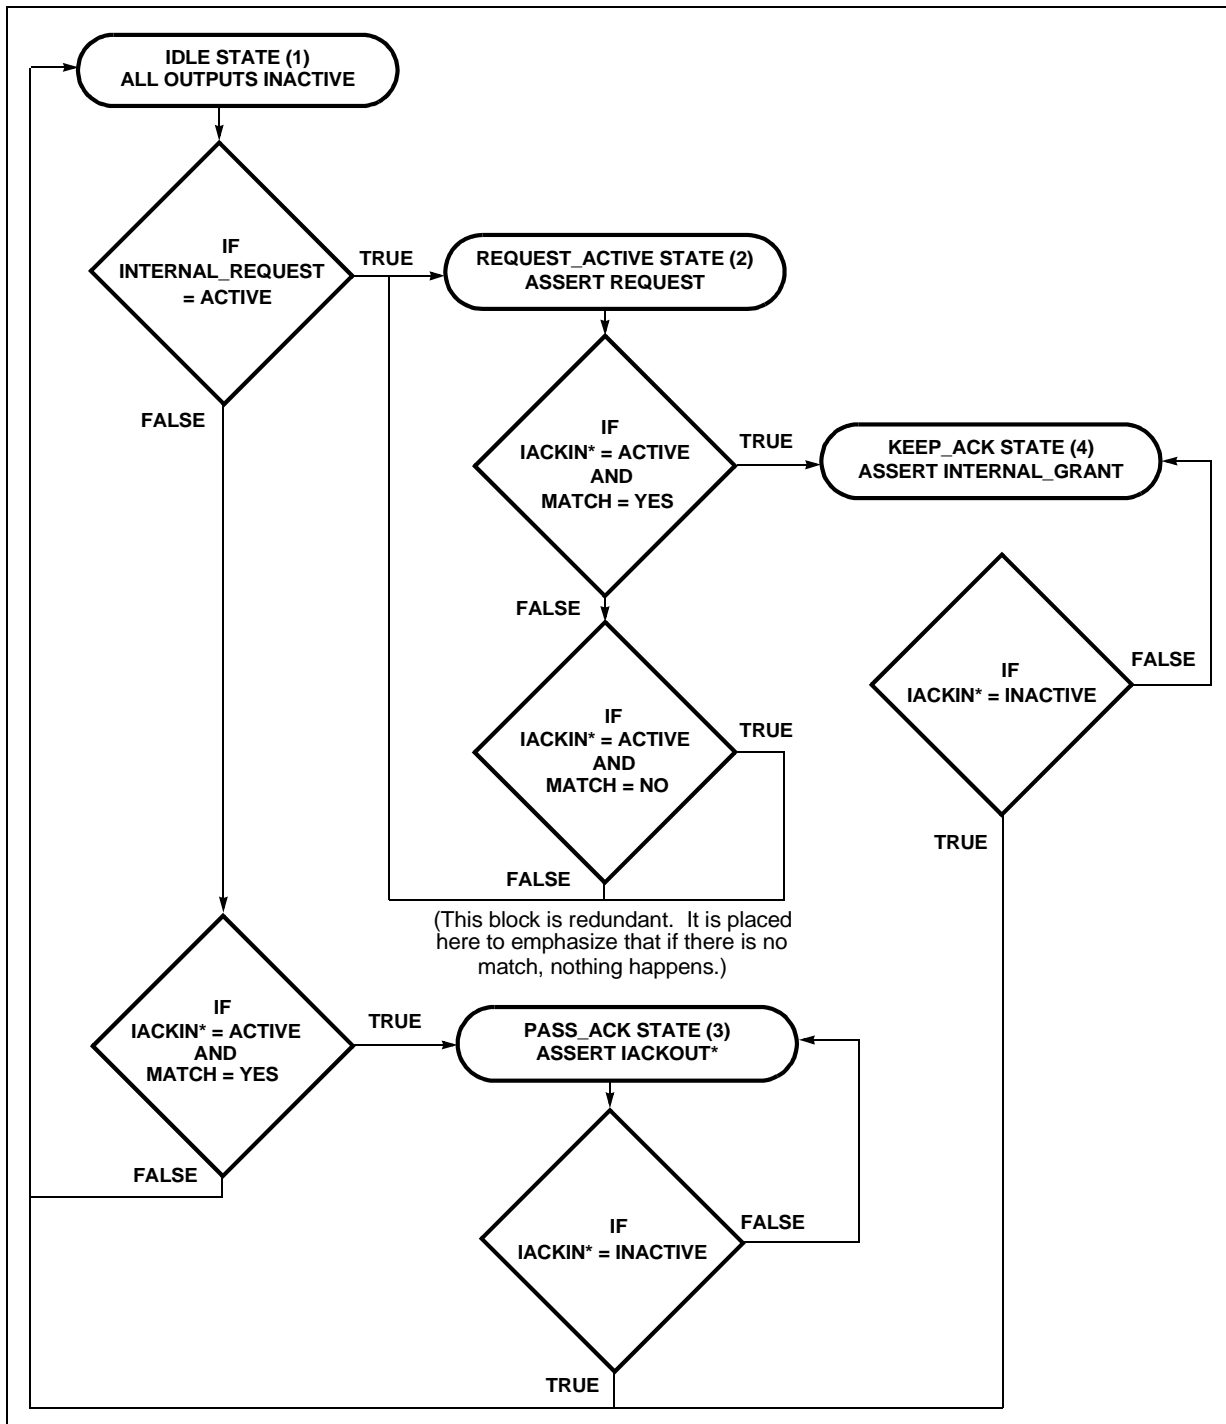 IDLE STATE (1)
ALL OUTPUTS INACTIVE
IF
INTERNAL_REQUEST
= ACTIVE
TRUE
FALSE
REQUEST_ACTIVE STATE (2)
ASSERT REQUEST
IF
IACKIN* = ACTIVE
AND
MATCH = YES
TRUE
FALSE
KEEP_ACK STATE (4)
ASSERT INTERNAL_GRANT
IF
IACKIN* = INACTIVE
FALSE
TRUE
IF
IACKIN* = ACTIVE
AND
MATCH = NO
TRUE
FALSE
(This block is redundant. It is placed
here to emphasize that if there is no
match, nothing happens.)
IF
IACKIN* = ACTIVE
AND
MATCH = YES
TRUE
FALSE
PASS_ACK STATE (3)
ASSERT IACKOUT*
IF
IACKIN* = INACTIVE
FALSE
TRUE